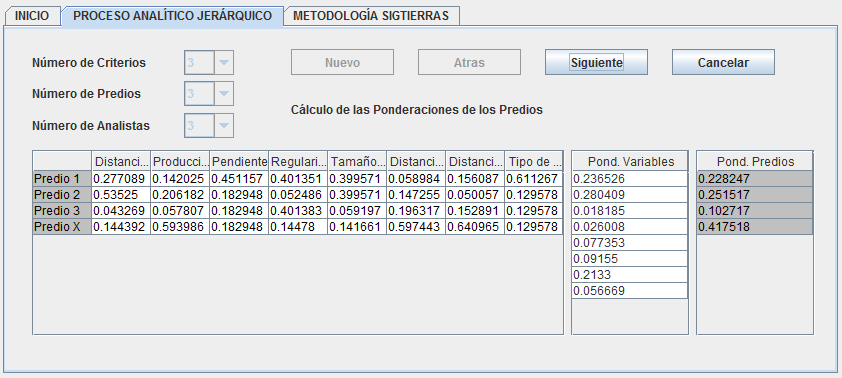 INICIO PROCESO ANALÍTICO JERÁRQUICO METODOLOGÍA SIGTIERRAS
Número de Criterios 3 Nuevo Atras Siguiente Cancelar
Número de Predios 3
Cálculo de las Ponderaciones de los Predios
Número de Analistas 3
Distanci... Producci... Pendiente Regulari... Tamaño... Distanci... Distanci... Tipo de ... Pond. Variables Pond. Predios
Predio 1 0.277089 0.142025 0.451157 0.401351 0.399571 0.058984 0.156087 0.611267 0.236526 0.228247
Predio 2 0.53525 0.206182 0.182948 0.052486 0.399571 0.147255 0.050057 0.129578 0.280409 0.251517
Predio 3 0.043269 0.057807 0.182948 0.401383 0.059197 0.196317 0.152891 0.129578 0.018185 0.102717
Predio X 0.144392 0.593986 0.182948 0.14478 0.141661 0.597443 0.640965 0.129578 0.026008 0.417518
0.077353
0.09155
0.2133
0.056669